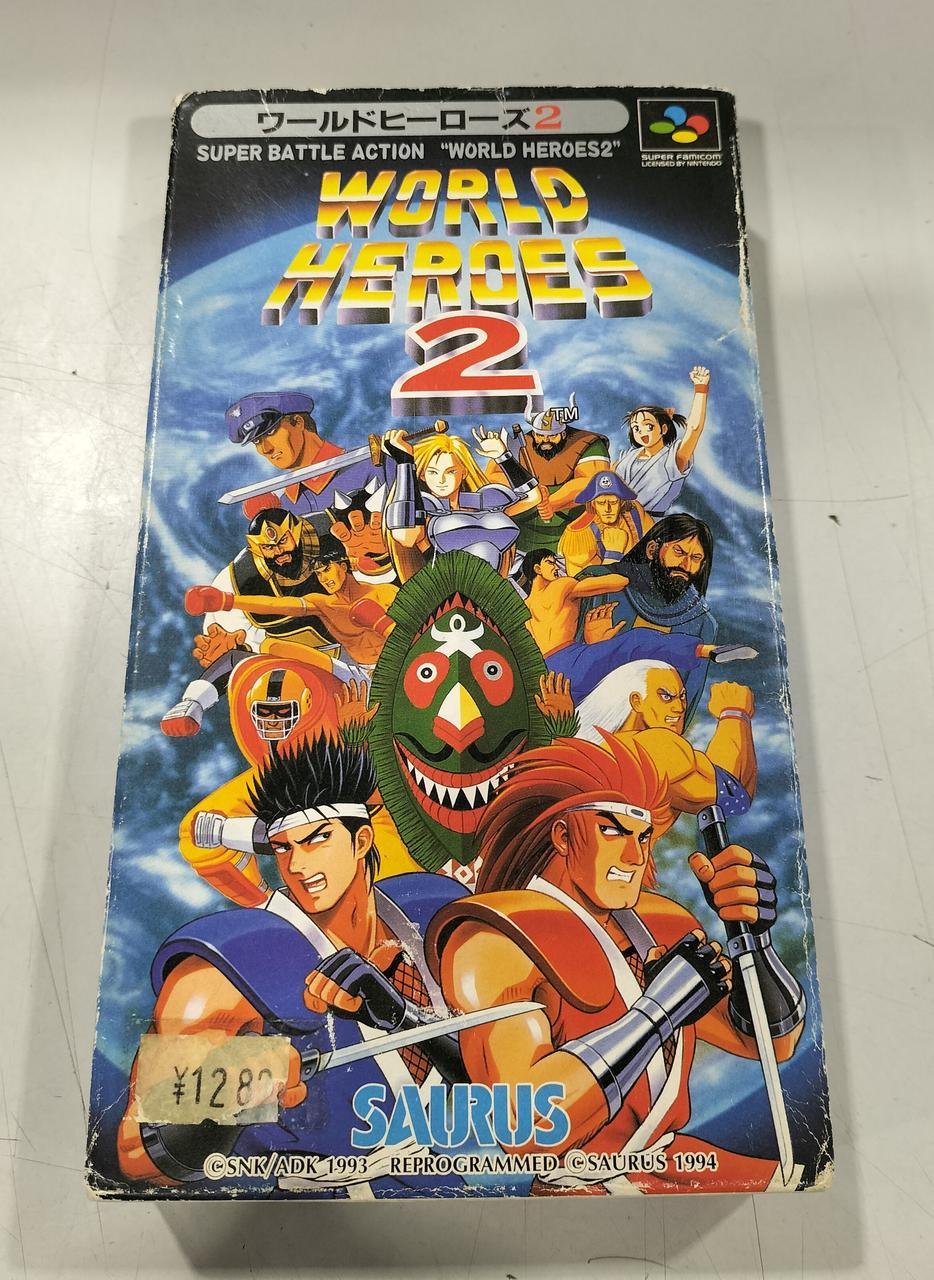 ワールドヒーローズ2
SUPER BATTLE ACTION “WORLD HEROES2”
SUPER FAMICOM
LICENSED BY NINTENDO
WORLD
HEROES
2
TM
SAURUS
©SNK/ADK 1993 REPROGRAMMED ©SAURUS 1994